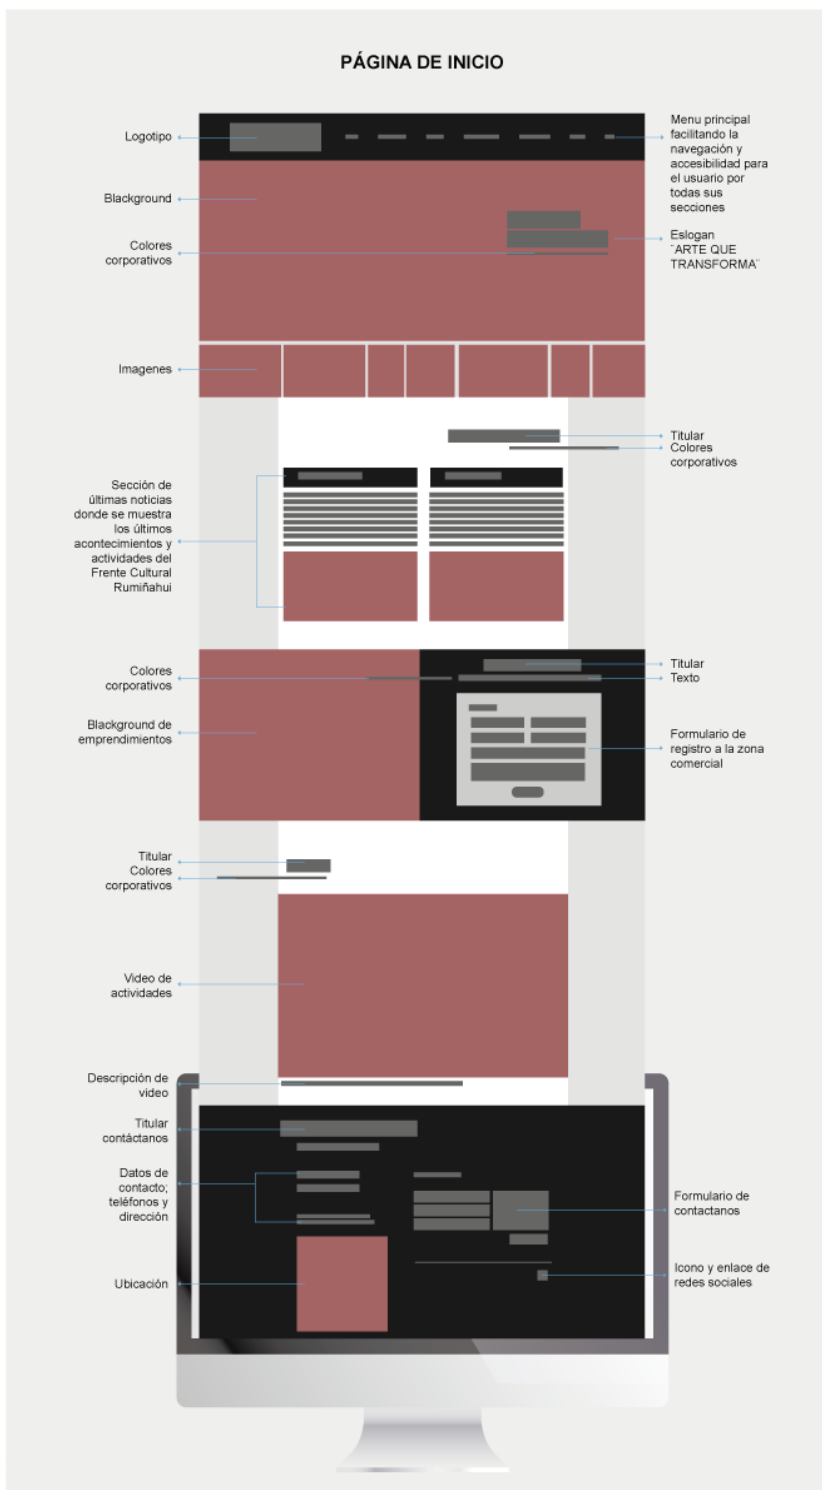 PÁGINA DE INICIO
Logotipo
Menu principal
facilitando la
navegación y
accesibilidad para
el usuario por
todas sus
secciones
Blackground
Eslogan
¨ARTE QUE
TRANSFORMA¨
Colores
corporativos
Imagenes
Titular
Colores
corporativos
Sección de
últimas noticias
donde se muestra
los últimos
acontecimientos y
actividades del
Frente Cultural
Rumiñahui
Colores
corporativos
Titular
Texto
Blackground de
emprendimientos
Formulario de
registro a la zona
comercial
Titular
Colores
corporativos
Video de
actividades
Descripción de
video
Titular
contáctanos
Datos de
contacto;
teléfonos y
dirección
Formulario de
contactanos
Icono y enlace de
redes sociales
Ubicación